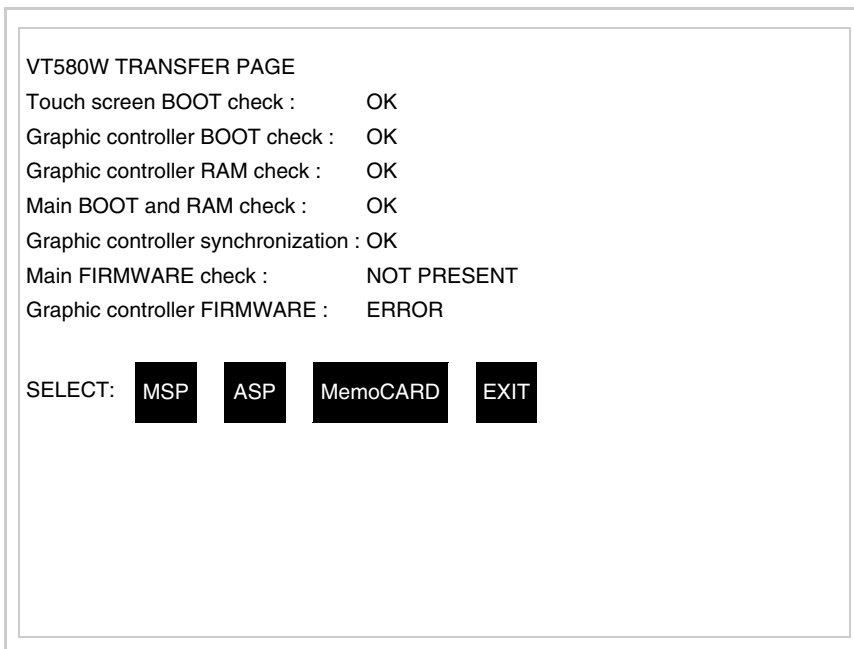 VT580W TRANSFER PAGE
Touch screen BOOT check : OK
Graphic controller BOOT check : OK
Graphic controller RAM check : OK
Main BOOT and RAM check : OK
Graphic controller synchronization : OK
Main FIRMWARE check : NOT PRESENT
Graphic controller FIRMWARE : ERROR
SELECT: MSP ASP MemoCARD EXIT